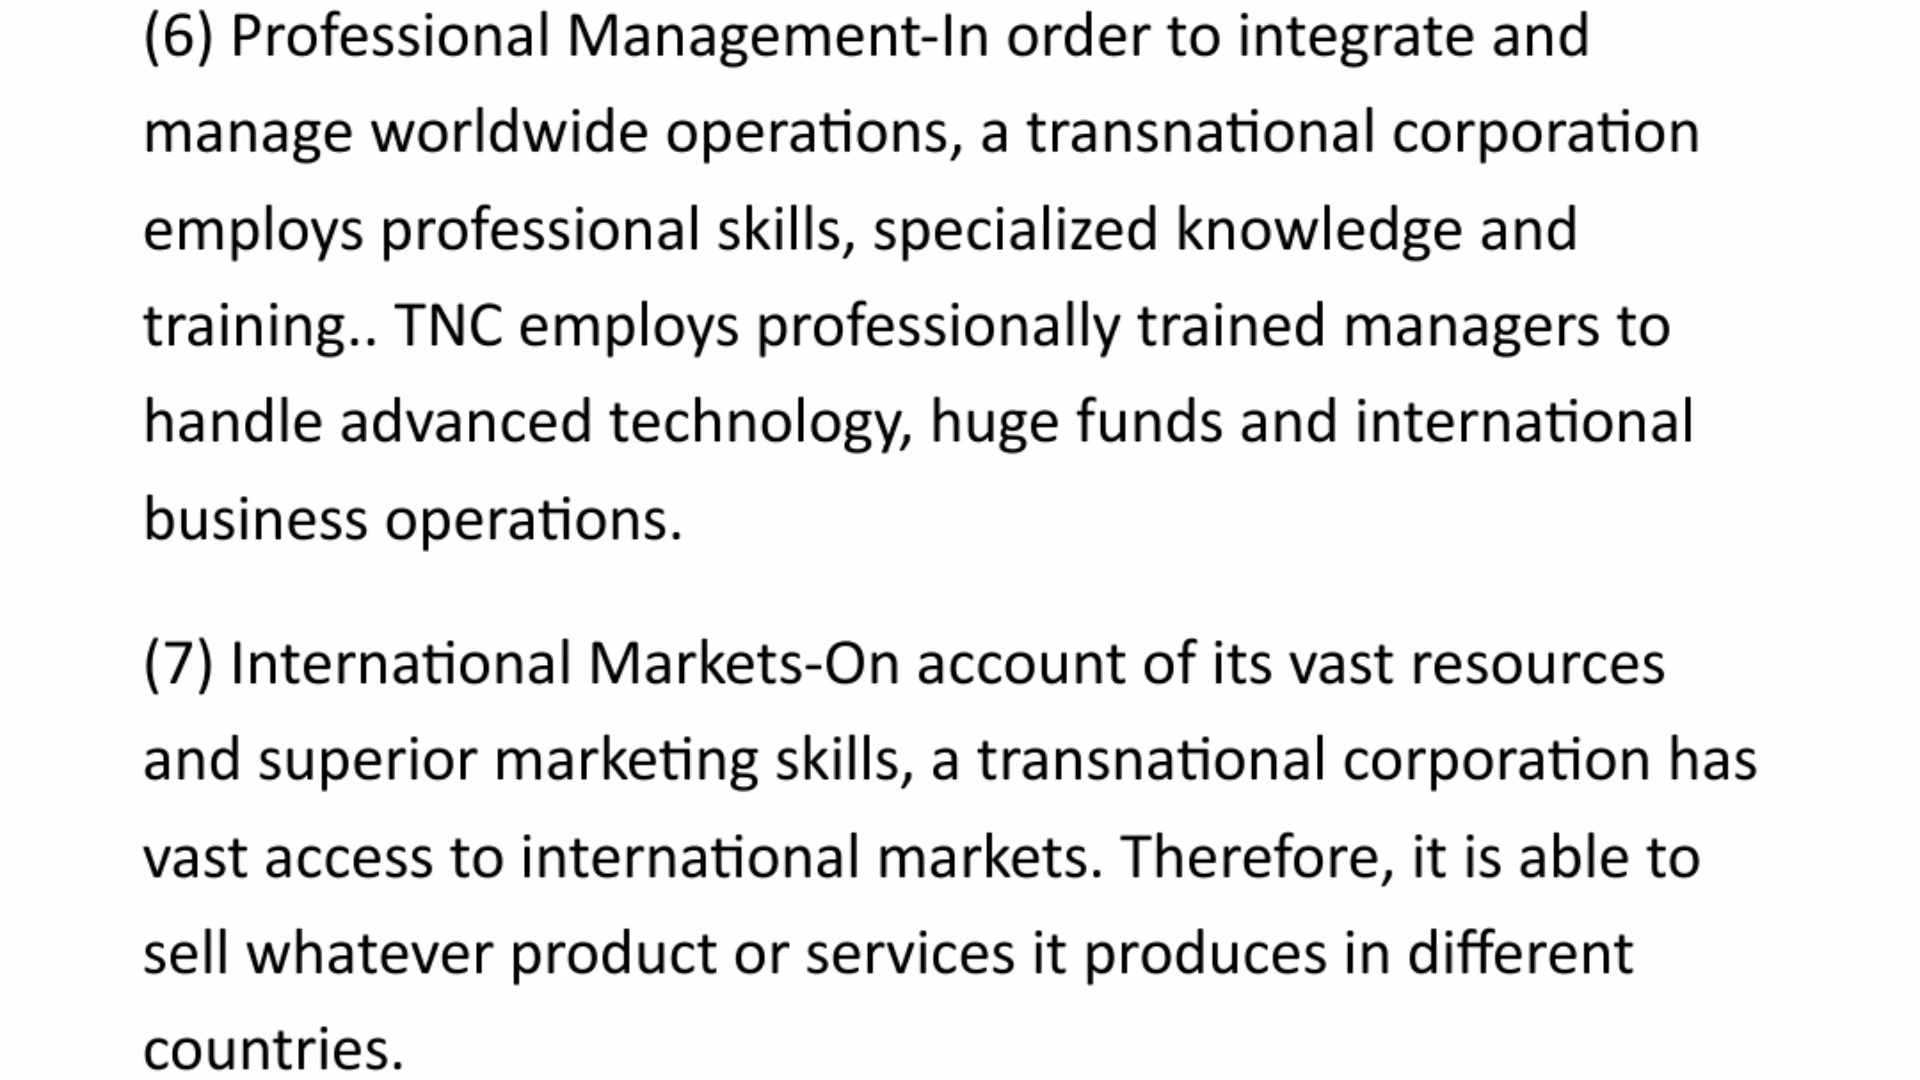 (6) Professional Management-In order to integrate and
manage worldwide operations, a transnational corporation
employs professional skills, specialized knowledge and
training.. TNC employs professionally trained managers to
handle advanced technology, huge funds and international
business operations.
(7) International Markets-On account of its vast resources
and superior marketing skills, a transnational corporation has
vast access to international markets. Therefore, it is able to
sell whatever product or services it produces in different
countries.